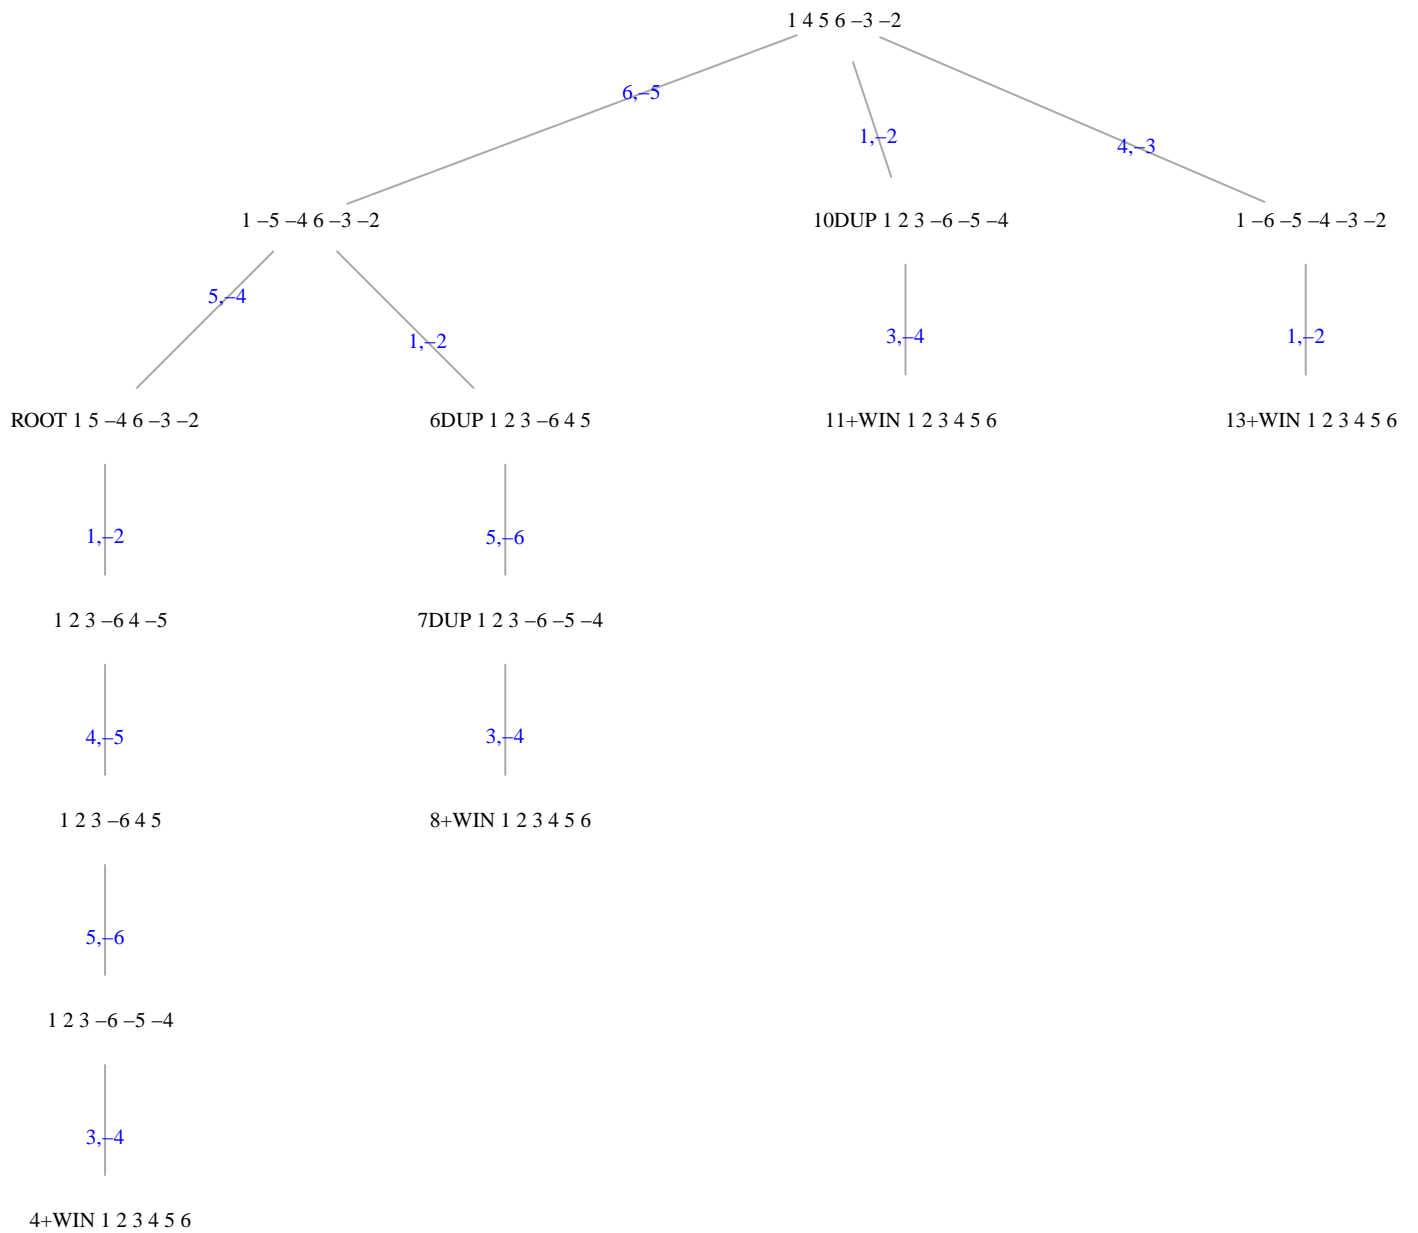 1 4 5 6 −3 −2
6,−5
1,−2
4,−3
1 −5 −4 6 −3 −2
10DUP 1 2 3 −6 −5 −4
1 −6 −5 −4 −3 −2
5,−4
1,−2
3,−4
1,−2
ROOT 1 5 −4 6 −3 −2
6DUP 1 2 3 −6 4 5
11+WIN 1 2 3 4 5 6
13+WIN 1 2 3 4 5 6
1,−2
5,−6
1 2 3 −6 4 −5
7DUP 1 2 3 −6 −5 −4
4,−5
3,−4
1 2 3 −6 4 5
8+WIN 1 2 3 4 5 6
5,−6
1 2 3 −6 −5 −4
3,−4
4+WIN 1 2 3 4 5 6